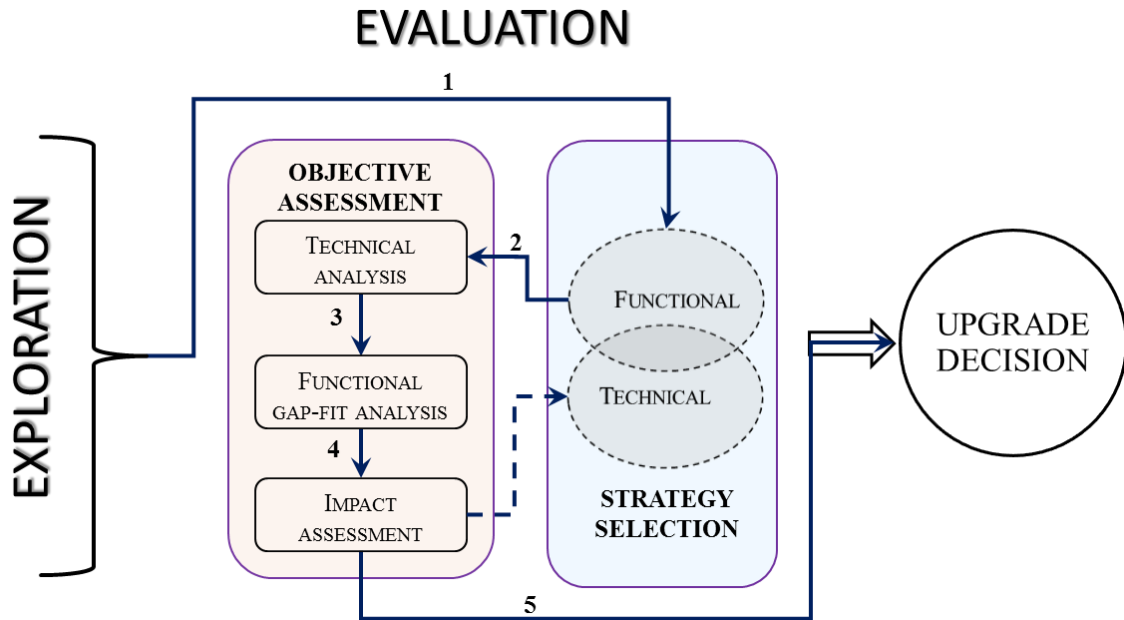 EVALUATION
1
EXPLORATION
OBJECTIVE
ASSESSMENT
TECHNICAL
ANALYSIS
2
3
FUNCTIONAL
GAP-FIT ANALYSIS
4
IMPACT
ASSESSMENT
FUNCTIONAL
TECHNICAL
STRATEGY
SELECTION
5
UPGRADE
DECISION